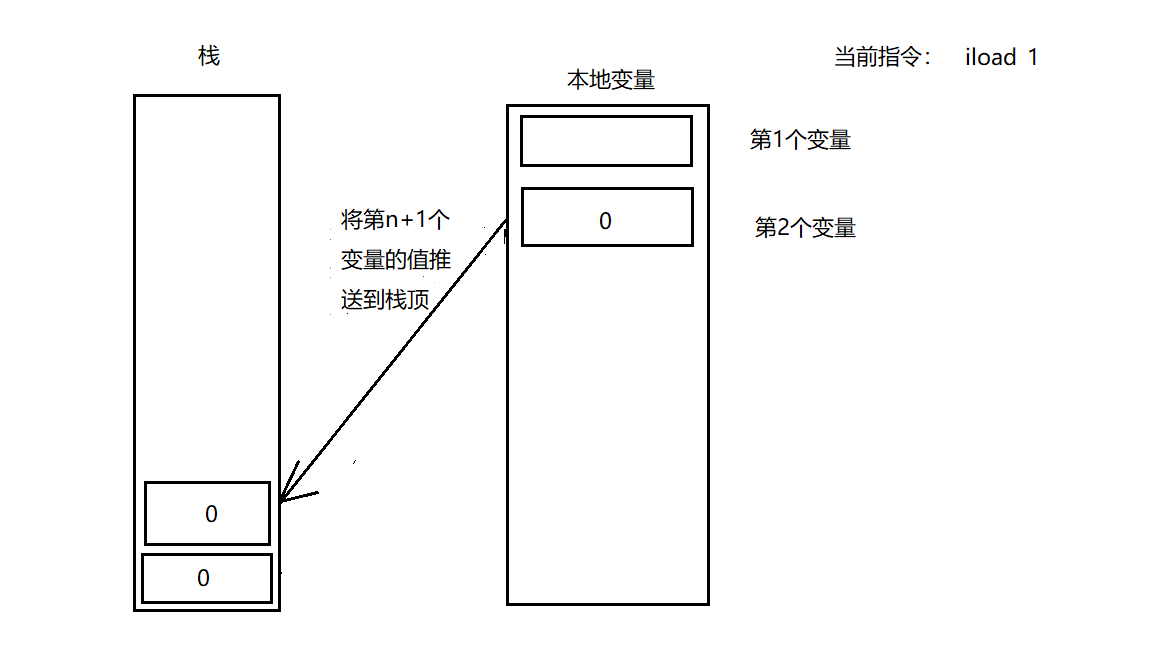 栈
本地变量
当前指令： iload 1
第1个变量
0
第2个变量
将第n+1个
变量的值推
送到栈顶
0
0